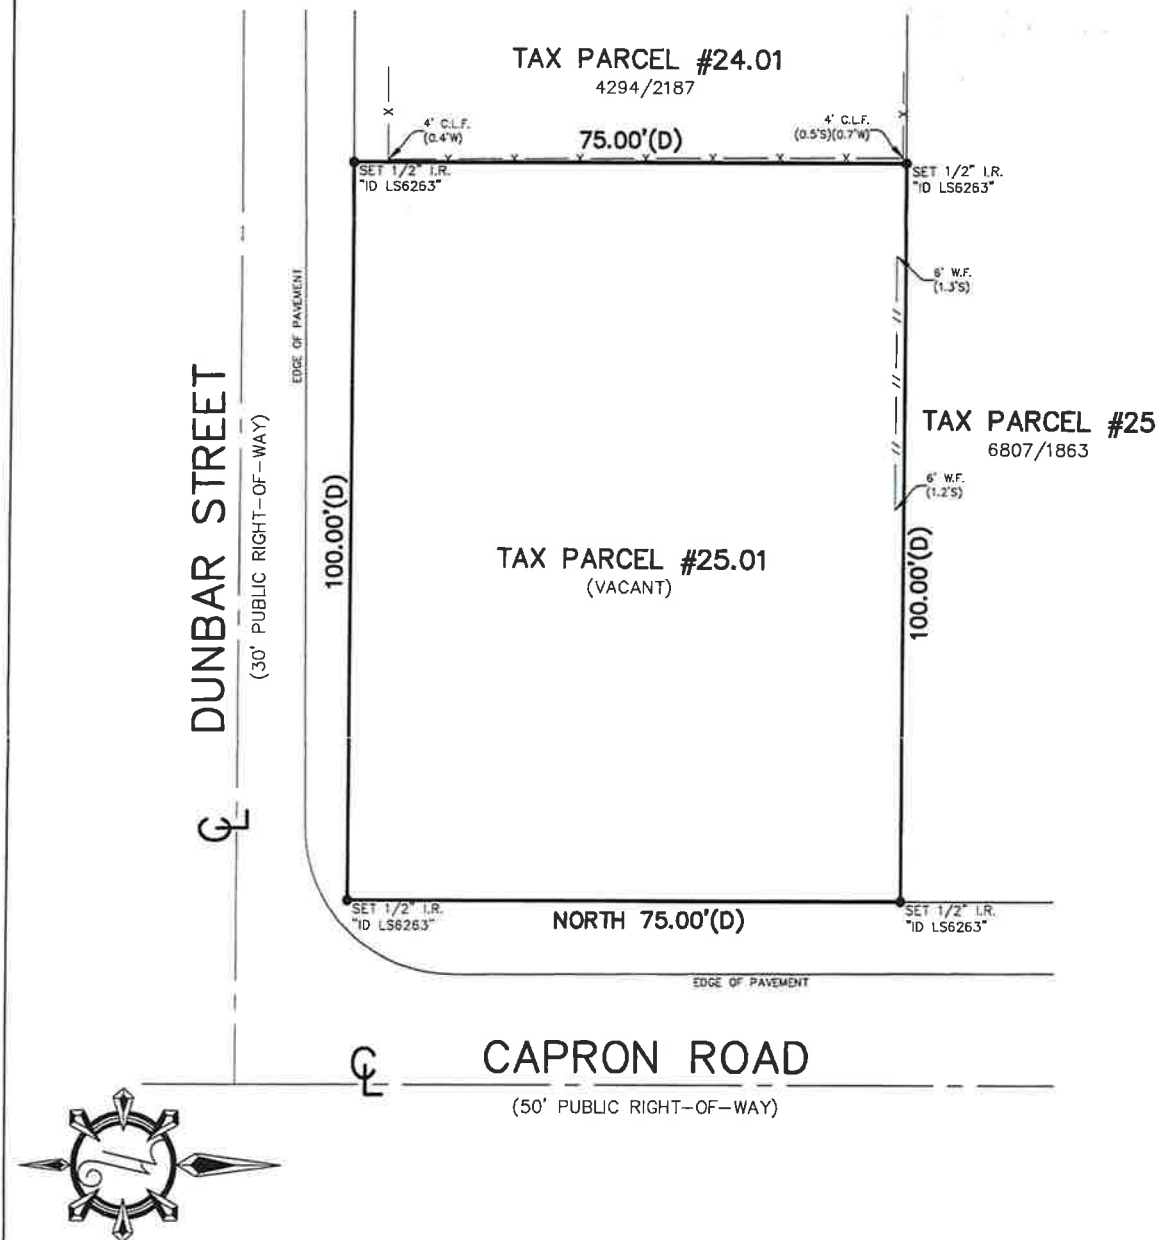 TAX PARCEL #24.01
4294/2187
4' C.L.F.
(0.4'W)
75.00'(D)
4' C.L.F.
(0.5'S)(0.7'W)
SET 1/2" I.R.
"ID LS6263"
SET 1/2" I.R.
"ID LS6263"
EDGE OF PAVEMENT
6' W.F.
(1.3'S)
DUNBAR STREET
(30' PUBLIC RIGHT-OF-WAY)
TAX PARCEL #25
6807/1863
6' W.F.
(1.2'S)
100.00'(D)
TAX PARCEL #25.01
(VACANT)
100.00'(D)
CL
SET 1/2" I.R.
"ID LS6263"
NORTH 75.00'(D)
SET 1/2" I.R.
"ID LS6263"
EDGE OF PAVEMENT
CL
CAPRON ROAD
(50' PUBLIC RIGHT-OF-WAY)
N